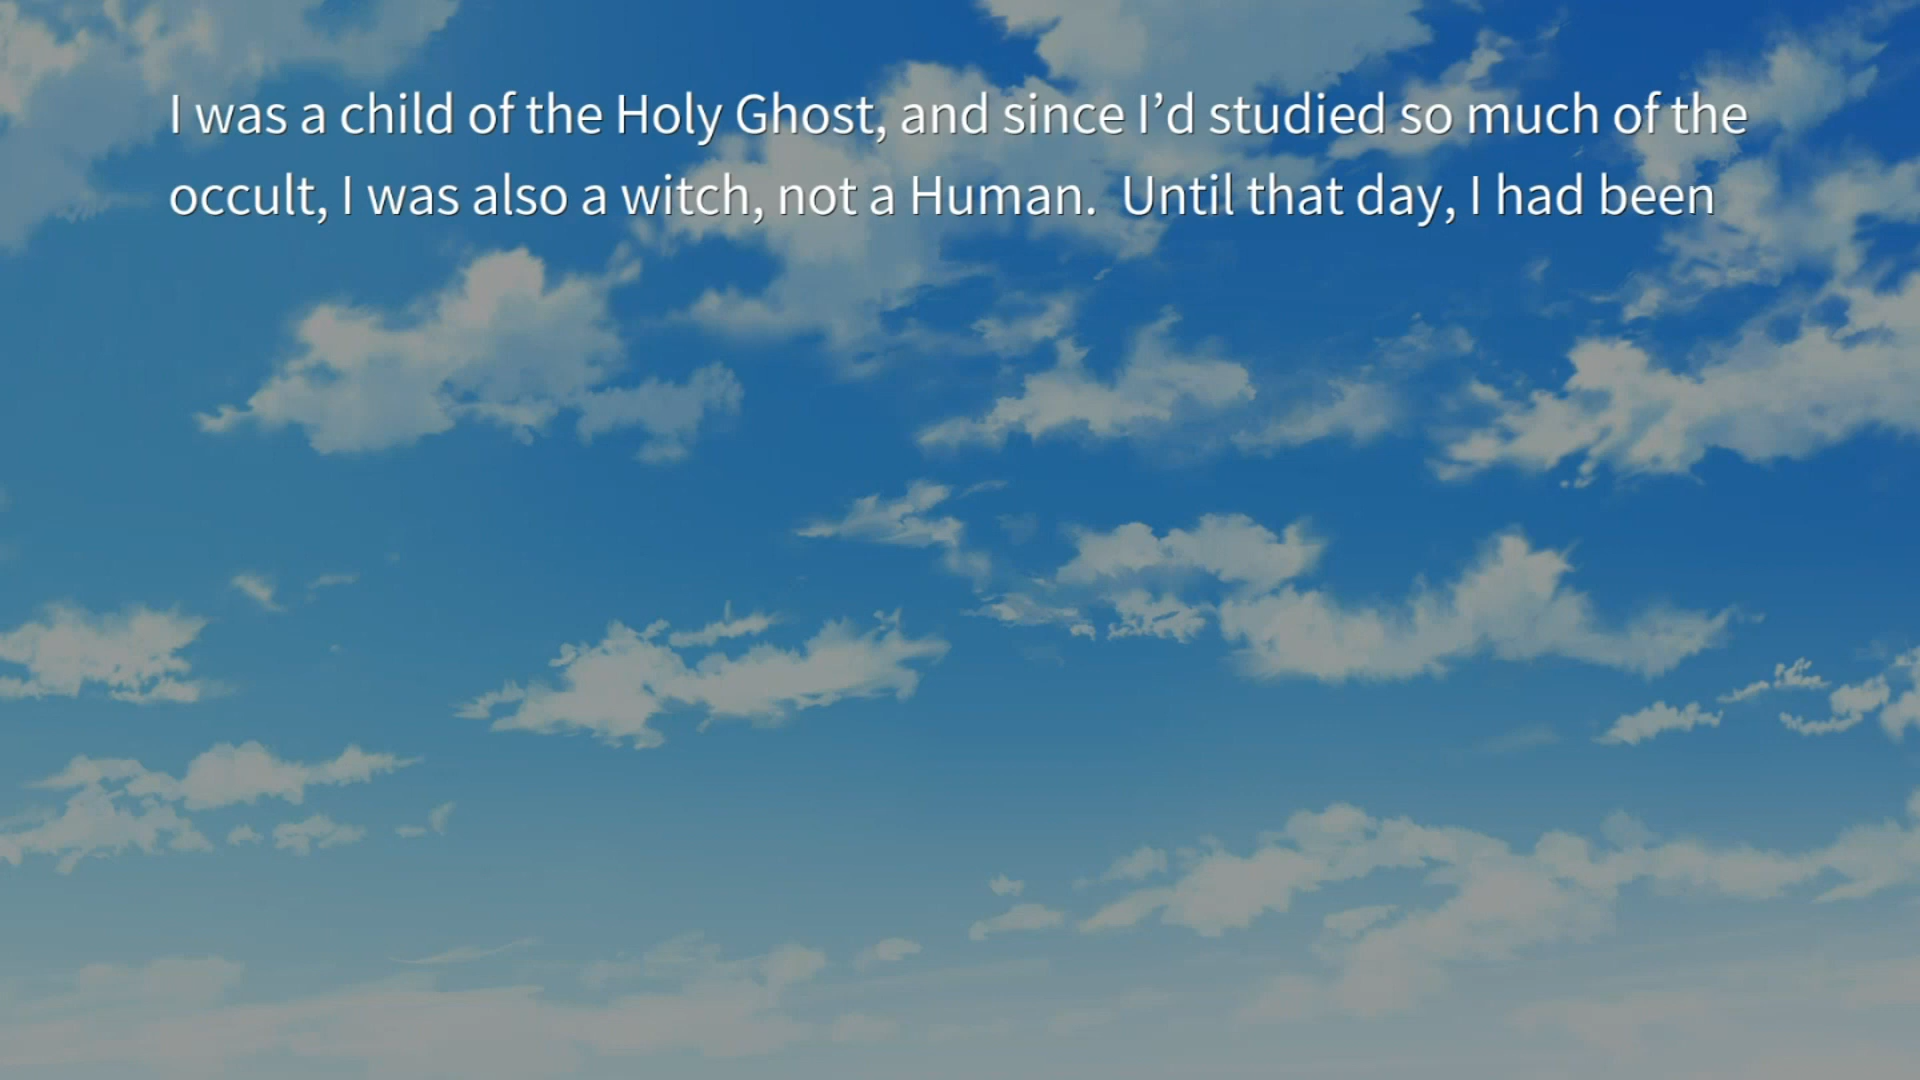 I was a child of the Holy Ghost, and since I’d studied so much of the
occult, I was also a witch, not a Human.  Until that day, I had been